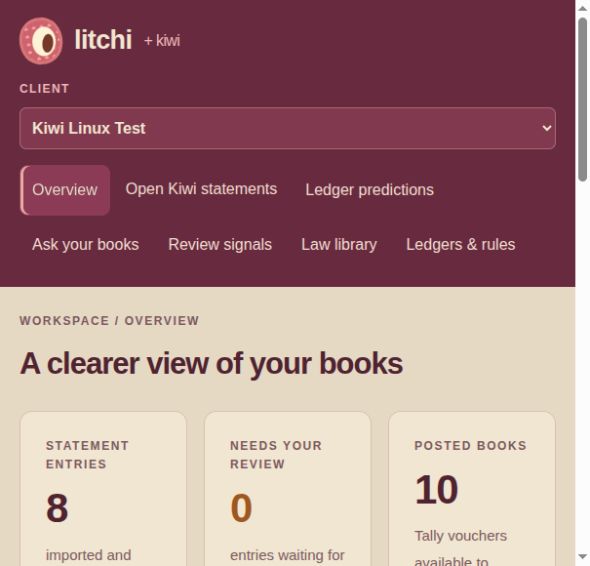 litchi + kiwi
CLIENT
Kiwi Linux Test
Overview Open Kiwi statements Ledger predictions
Ask your books Review signals Law library Ledgers & rules
WORKSPACE / OVERVIEW
A clearer view of your books
STATEMENT
ENTRIES
8
imported and
NEEDS YOUR
REVIEW
0
entries waiting for
POSTED BOOKS
10
Tally vouchers
available to